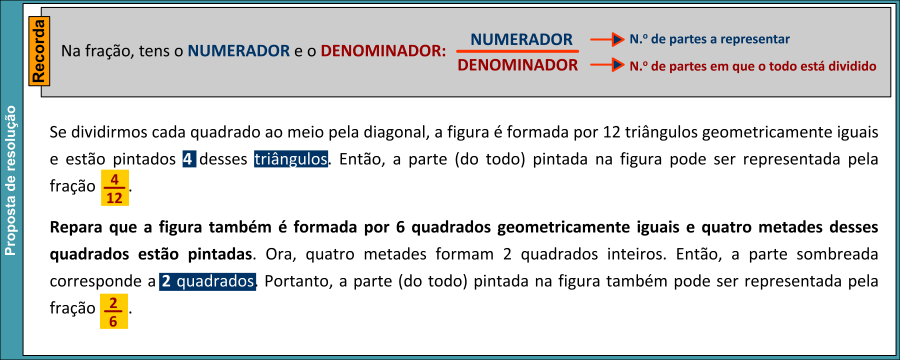 Proposta de resolução
Recorda
Na fração, tens o NUMERADOR e o DENOMINADOR:
NUMERADOR
DENOMINADOR
N.º de partes a representar
N.º de partes em que o todo está dividido
Se dividirmos cada quadrado ao meio pela diagonal, a figura é formada por 12 triângulos geometricamente iguais
e estão pintados 4 desses triângulos. Então, a parte (do todo) pintada na figura pode ser representada pela
fração 4/12.
Repara que a figura também é formada por 6 quadrados geometricamente iguais e quatro metades desses
quadrados estão pintadas. Ora, quatro metades formam 2 quadrados inteiros. Então, a parte sombreada
corresponde a 2 quadrados. Portanto, a parte (do todo) pintada na figura também pode ser representada pela
fração 2/6.